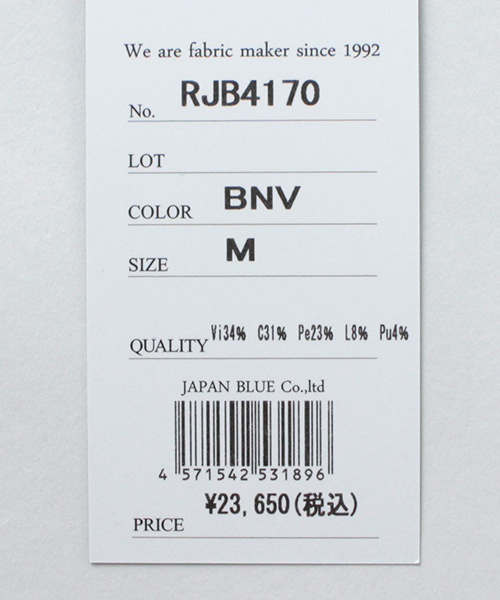 We are fabric maker since 1992
No. RJB4170
LOT
COLOR BNV
SIZE M
QUALITY Vi34% C31% Pe23% L8% Pu4%
JAPAN BLUE Co.,ltd
4 571542 531896
¥23,650(税込)
PRICE